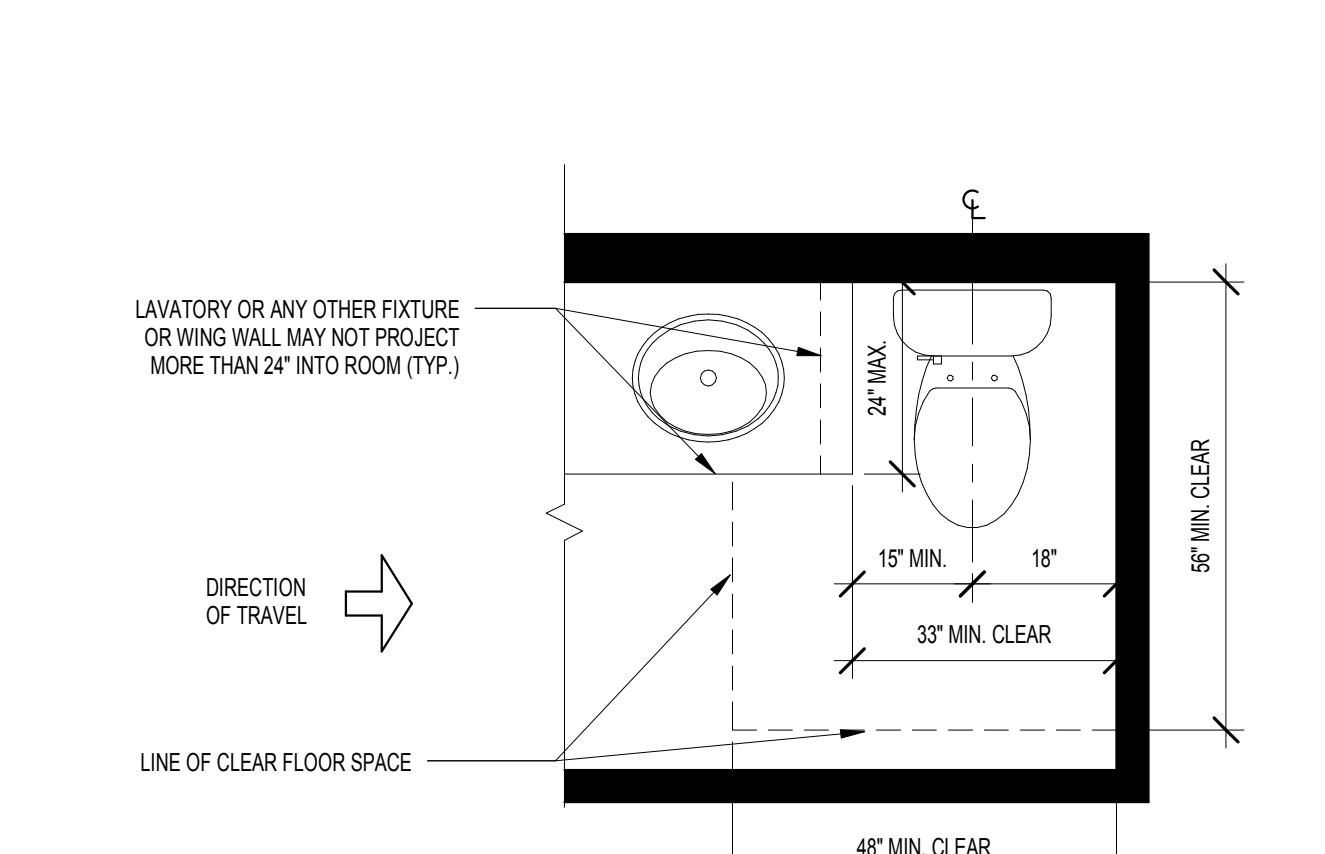 ℄
LAVATORY OR ANY OTHER FIXTURE
OR WING WALL MAY NOT PROJECT
MORE THAN 24" INTO ROOM (TYP.)
24" MAX.
56" MIN. CLEAR
15" MIN.
18"
DIRECTION
OF TRAVEL
33" MIN. CLEAR
LINE OF CLEAR FLOOR SPACE
48" MIN. CLEAR